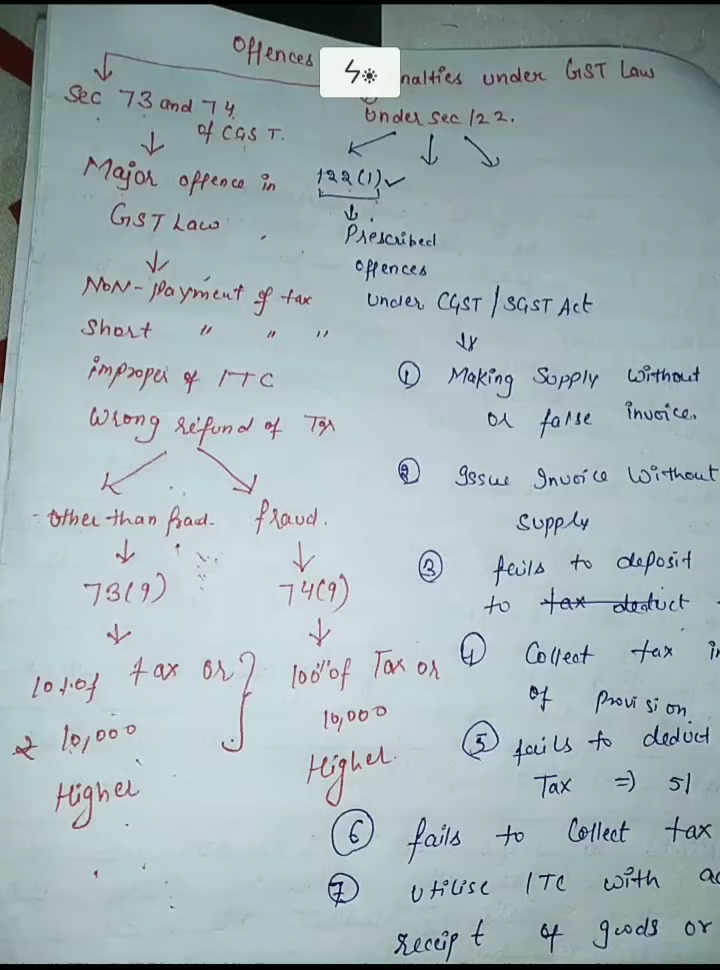 Offences nalties under GST Law
Sec 73 and 74
of CGST.
Major offence in
GST Law
Non-payment of tax
Short " " "
improper of ITC
Wrong refund of Tax
other than fraud.
73(9)
10% of tax or
10,000
Higher
fraud.
74(9)
100% of Tax or
10,000
Higher.
Under sec 122.
122(1) ✓
Prescribed
offences
under CGST/SGST Act
① Making Supply without
or false invoice.
② Issue Invoice Without
Supply
③ fails to deposit
to tax deduct
④ Collect tax in
of Provision
⑤ fails to deduct
Tax => 51
⑥ fails to Collect tax
⑦ Utilise ITC with ac
receipt of goods or